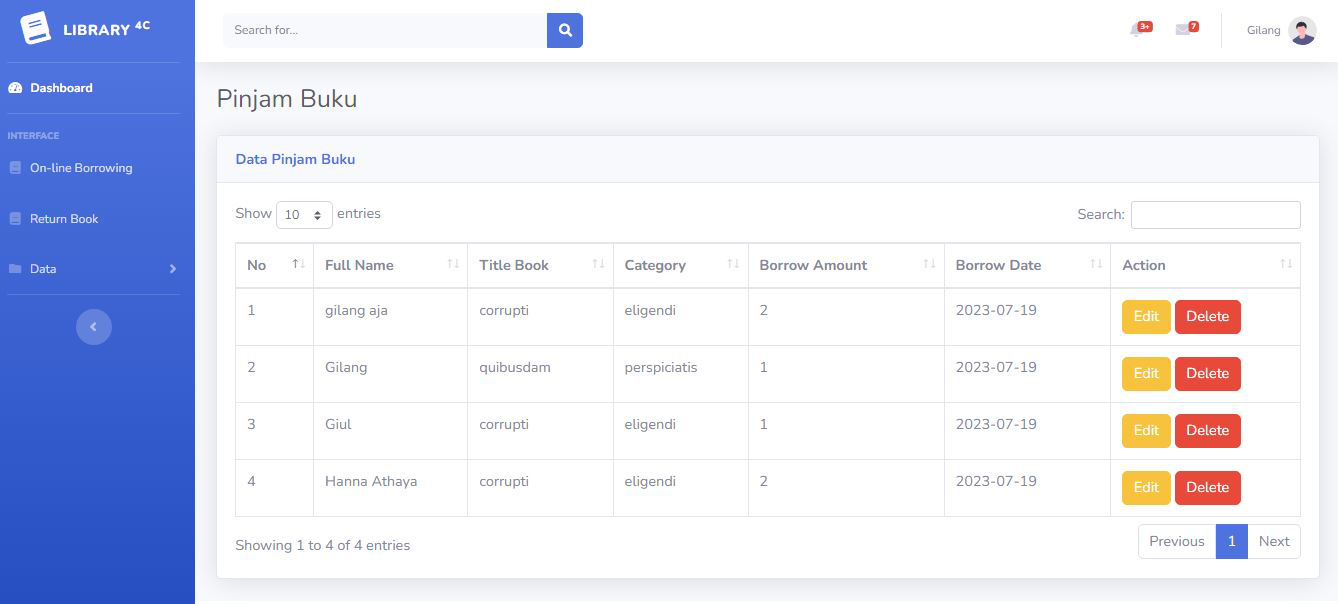 LIBRARY 4C
Search for...
3+
7
Gilang
Dashboard
INTERFACE
On-line Borrowing
Return Book
Data
Pinjam Buku
Data Pinjam Buku
Show 10 entries
Search:
No Full Name Title Book Category Borrow Amount Borrow Date Action
1 gilang aja corrupti eligendi 2 2023-07-19 Edit Delete
2 Gilang quibusdam perspiciatis 1 2023-07-19 Edit Delete
3 Giul corrupti eligendi 1 2023-07-19 Edit Delete
4 Hanna Athaya corrupti eligendi 2 2023-07-19 Edit Delete
Showing 1 to 4 of 4 entries
Previous 1 Next